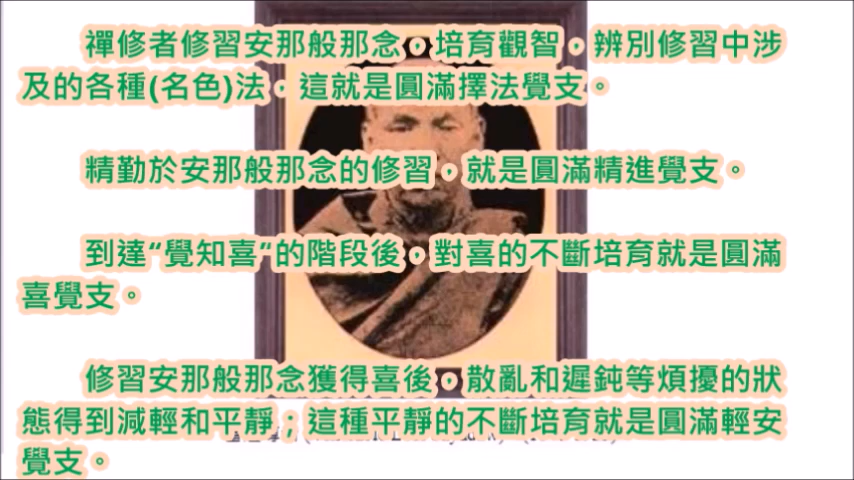 禪修者修習安那般那念，培育觀智，辨別修習中涉
及的各種(名色)法，這就是圓滿擇法覺支。
精勤於安那般那念的修習，就是圓滿精進覺支。
到達“覺知喜”的階段後，對喜的不斷培育就是圓滿
喜覺支。
修習安那般那念獲得喜後，散亂和遲鈍等煩擾的狀
態得到減輕和平靜；這種平靜的不斷培育就是圓滿輕安
覺支。